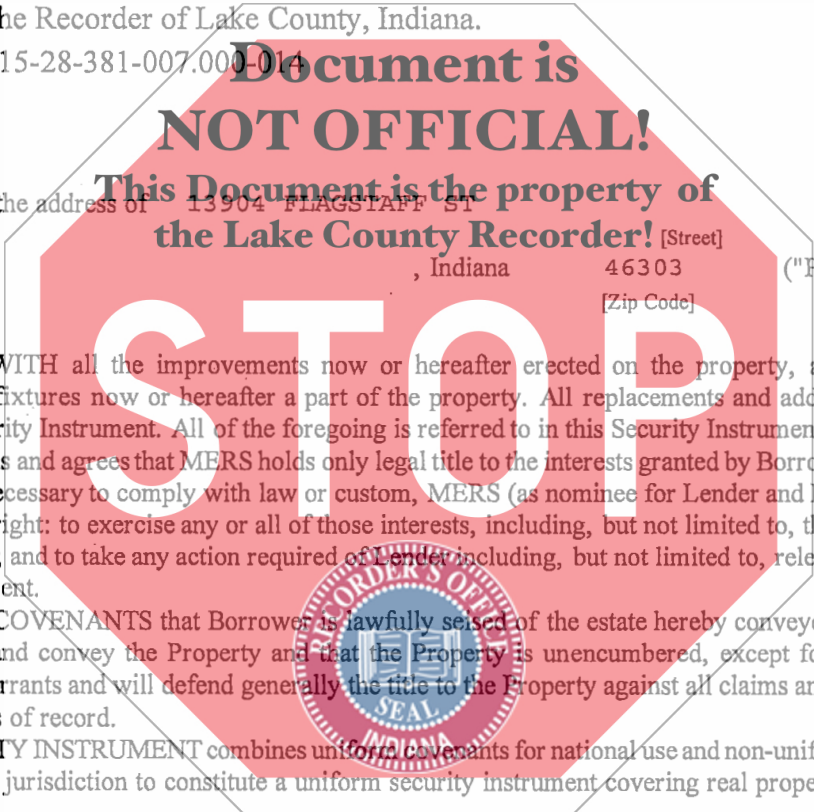 he Recorder of Lake County, Indiana.
15-28-381-007.000-014
Document is
NOT OFFICIAL!
This Document is the property of
the address of 13904 FLAGSTAFF ST
the Lake County Recorder! [Street]
, Indiana 46303 ("P
[Zip Code]
STOP
WITH all the improvements now or hereafter erected on the property, a
fixtures now or hereafter a part of the property. All replacements and add
rity Instrument. All of the foregoing is referred to in this Security Instrumen
s and agrees that MERS holds only legal title to the interests granted by Borro
ecessary to comply with law or custom, MERS (as nominee for Lender and L
ight: to exercise any or all of those interests, including, but not limited to, th
, and to take any action required of Lender including, but not limited to, rele
ent.
COVENANTS that Borrower is lawfully seised of the estate hereby conveye
nd convey the Property and that the Property is unencumbered, except fo
rrants and will defend generally the title to the Property against all claims an
s of record.
TY INSTRUMENT combines uniform covenants for national use and non-unif
jurisdiction to constitute a uniform security instrument covering real prope
RECORDER'S OFFICE
SEAL
INDIANA